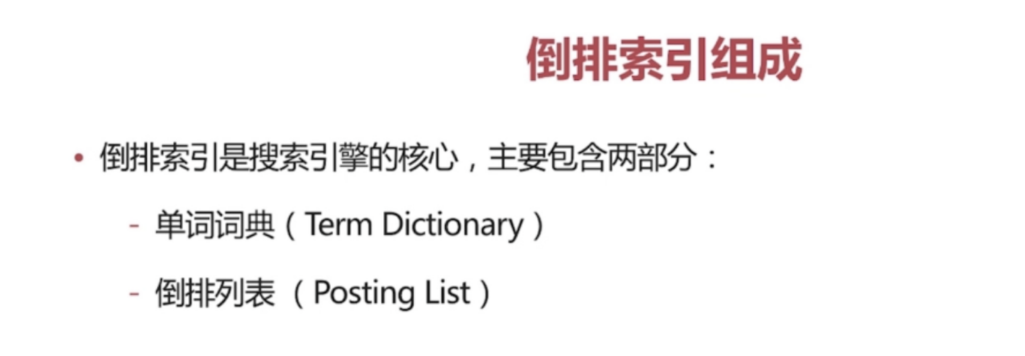 倒排索引组成
• 倒排索引是搜索引擎的核心，主要包含两部分：
- 单词词典（Term Dictionary）
- 倒排列表 （Posting List）